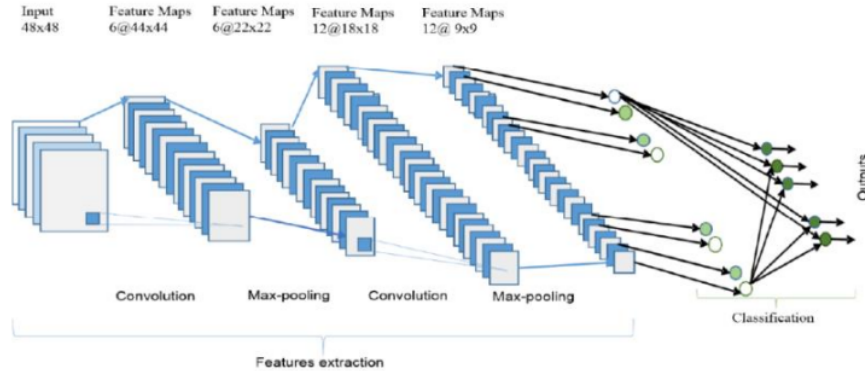 Input
48x48
Feature Maps
6@44x44
Feature Maps
6@22x22
Feature Maps
12@18x18
Feature Maps
12@ 9x9
Outputs
Convolution
Max-pooling
Convolution
Max-pooling
Classification
Features extraction